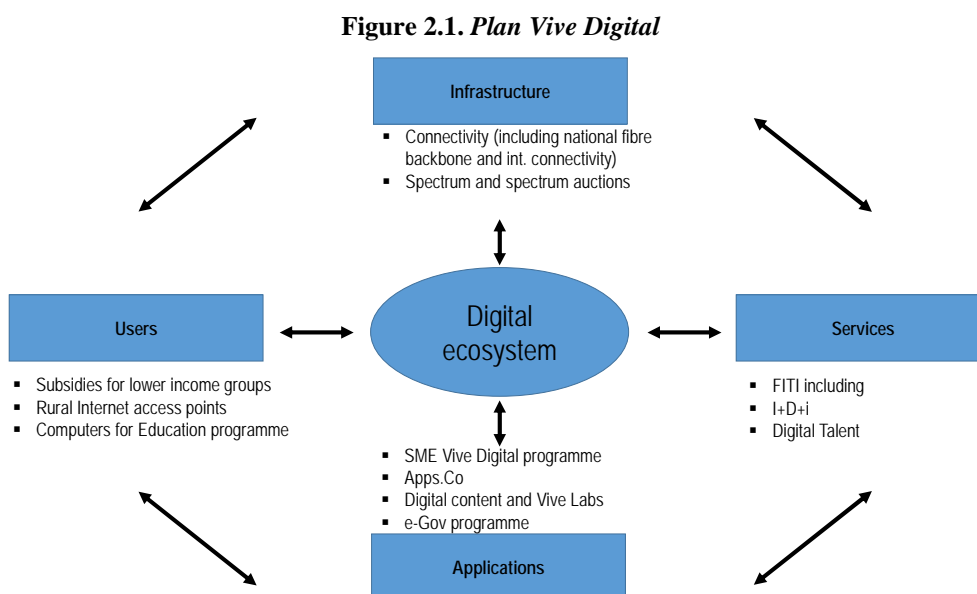 Figure 2.1. Plan Vive Digital
Infrastructure
▪ Connectivity (including national fibre
backbone and int. connectivity)
▪ Spectrum and spectrum auctions
Users
▪ Subsidies for lower income groups
▪ Rural Internet access points
▪ Computers for Education programme
Digital
ecosystem
Services
▪ FITI including
▪ I+D+i
▪ Digital Talent
▪ SME Vive Digital programme
▪ Apps.Co
▪ Digital content and Vive Labs
▪ e-Gov programme
Applications